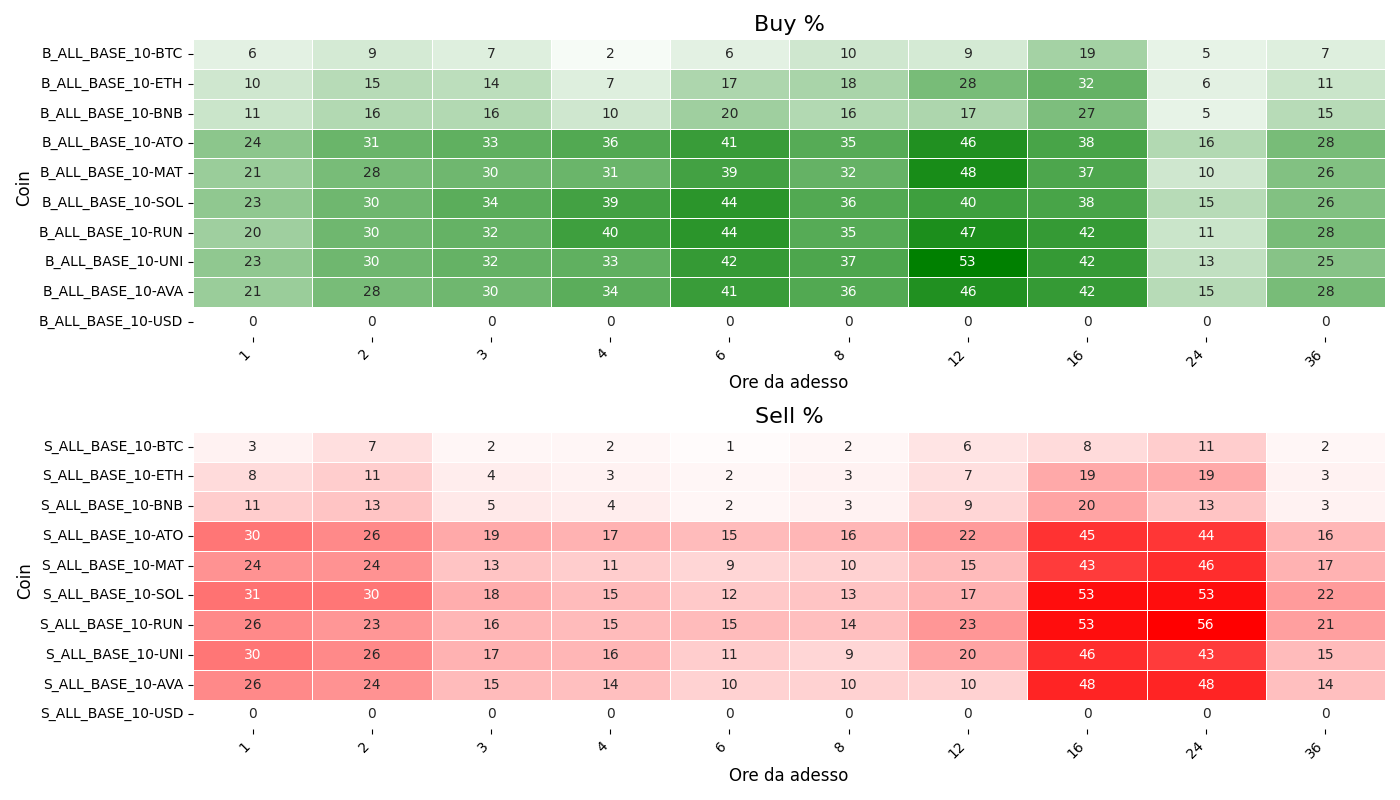 Buy %
Coin
B_ALL_BASE_10-BTC 6 9 7 2 6 10 9 19 5 7
B_ALL_BASE_10-ETH 10 15 14 7 17 18 28 32 6 11
B_ALL_BASE_10-BNB 11 16 16 10 20 16 17 27 5 15
B_ALL_BASE_10-ATO 24 31 33 36 41 35 46 38 16 28
B_ALL_BASE_10-MAT 21 28 30 31 39 32 48 37 10 26
B_ALL_BASE_10-SOL 23 30 34 39 44 36 40 38 15 26
B_ALL_BASE_10-RUN 20 30 32 40 44 35 47 42 11 28
B_ALL_BASE_10-UNI 23 30 32 33 42 37 53 42 13 25
B_ALL_BASE_10-AVA 21 28 30 34 41 36 46 42 15 28
B_ALL_BASE_10-USD 0 0 0 0 0 0 0 0 0 0
1 2 3 4 6 8 12 16 24 36
Ore da adesso
Sell %
Coin
S_ALL_BASE_10-BTC 3 7 2 2 1 2 6 8 11 2
S_ALL_BASE_10-ETH 8 11 4 3 2 3 7 19 19 3
S_ALL_BASE_10-BNB 11 13 5 4 2 3 9 20 13 3
S_ALL_BASE_10-ATO 30 26 19 17 15 16 22 45 44 16
S_ALL_BASE_10-MAT 24 24 13 11 9 10 15 43 46 17
S_ALL_BASE_10-SOL 31 30 18 15 12 13 17 53 53 22
S_ALL_BASE_10-RUN 26 23 16 15 15 14 23 53 56 21
S_ALL_BASE_10-UNI 30 26 17 16 11 9 20 46 43 15
S_ALL_BASE_10-AVA 26 24 15 14 10 10 10 48 48 14
S_ALL_BASE_10-USD 0 0 0 0 0 0 0 0 0 0
1 2 3 4 6 8 12 16 24 36
Ore da adesso